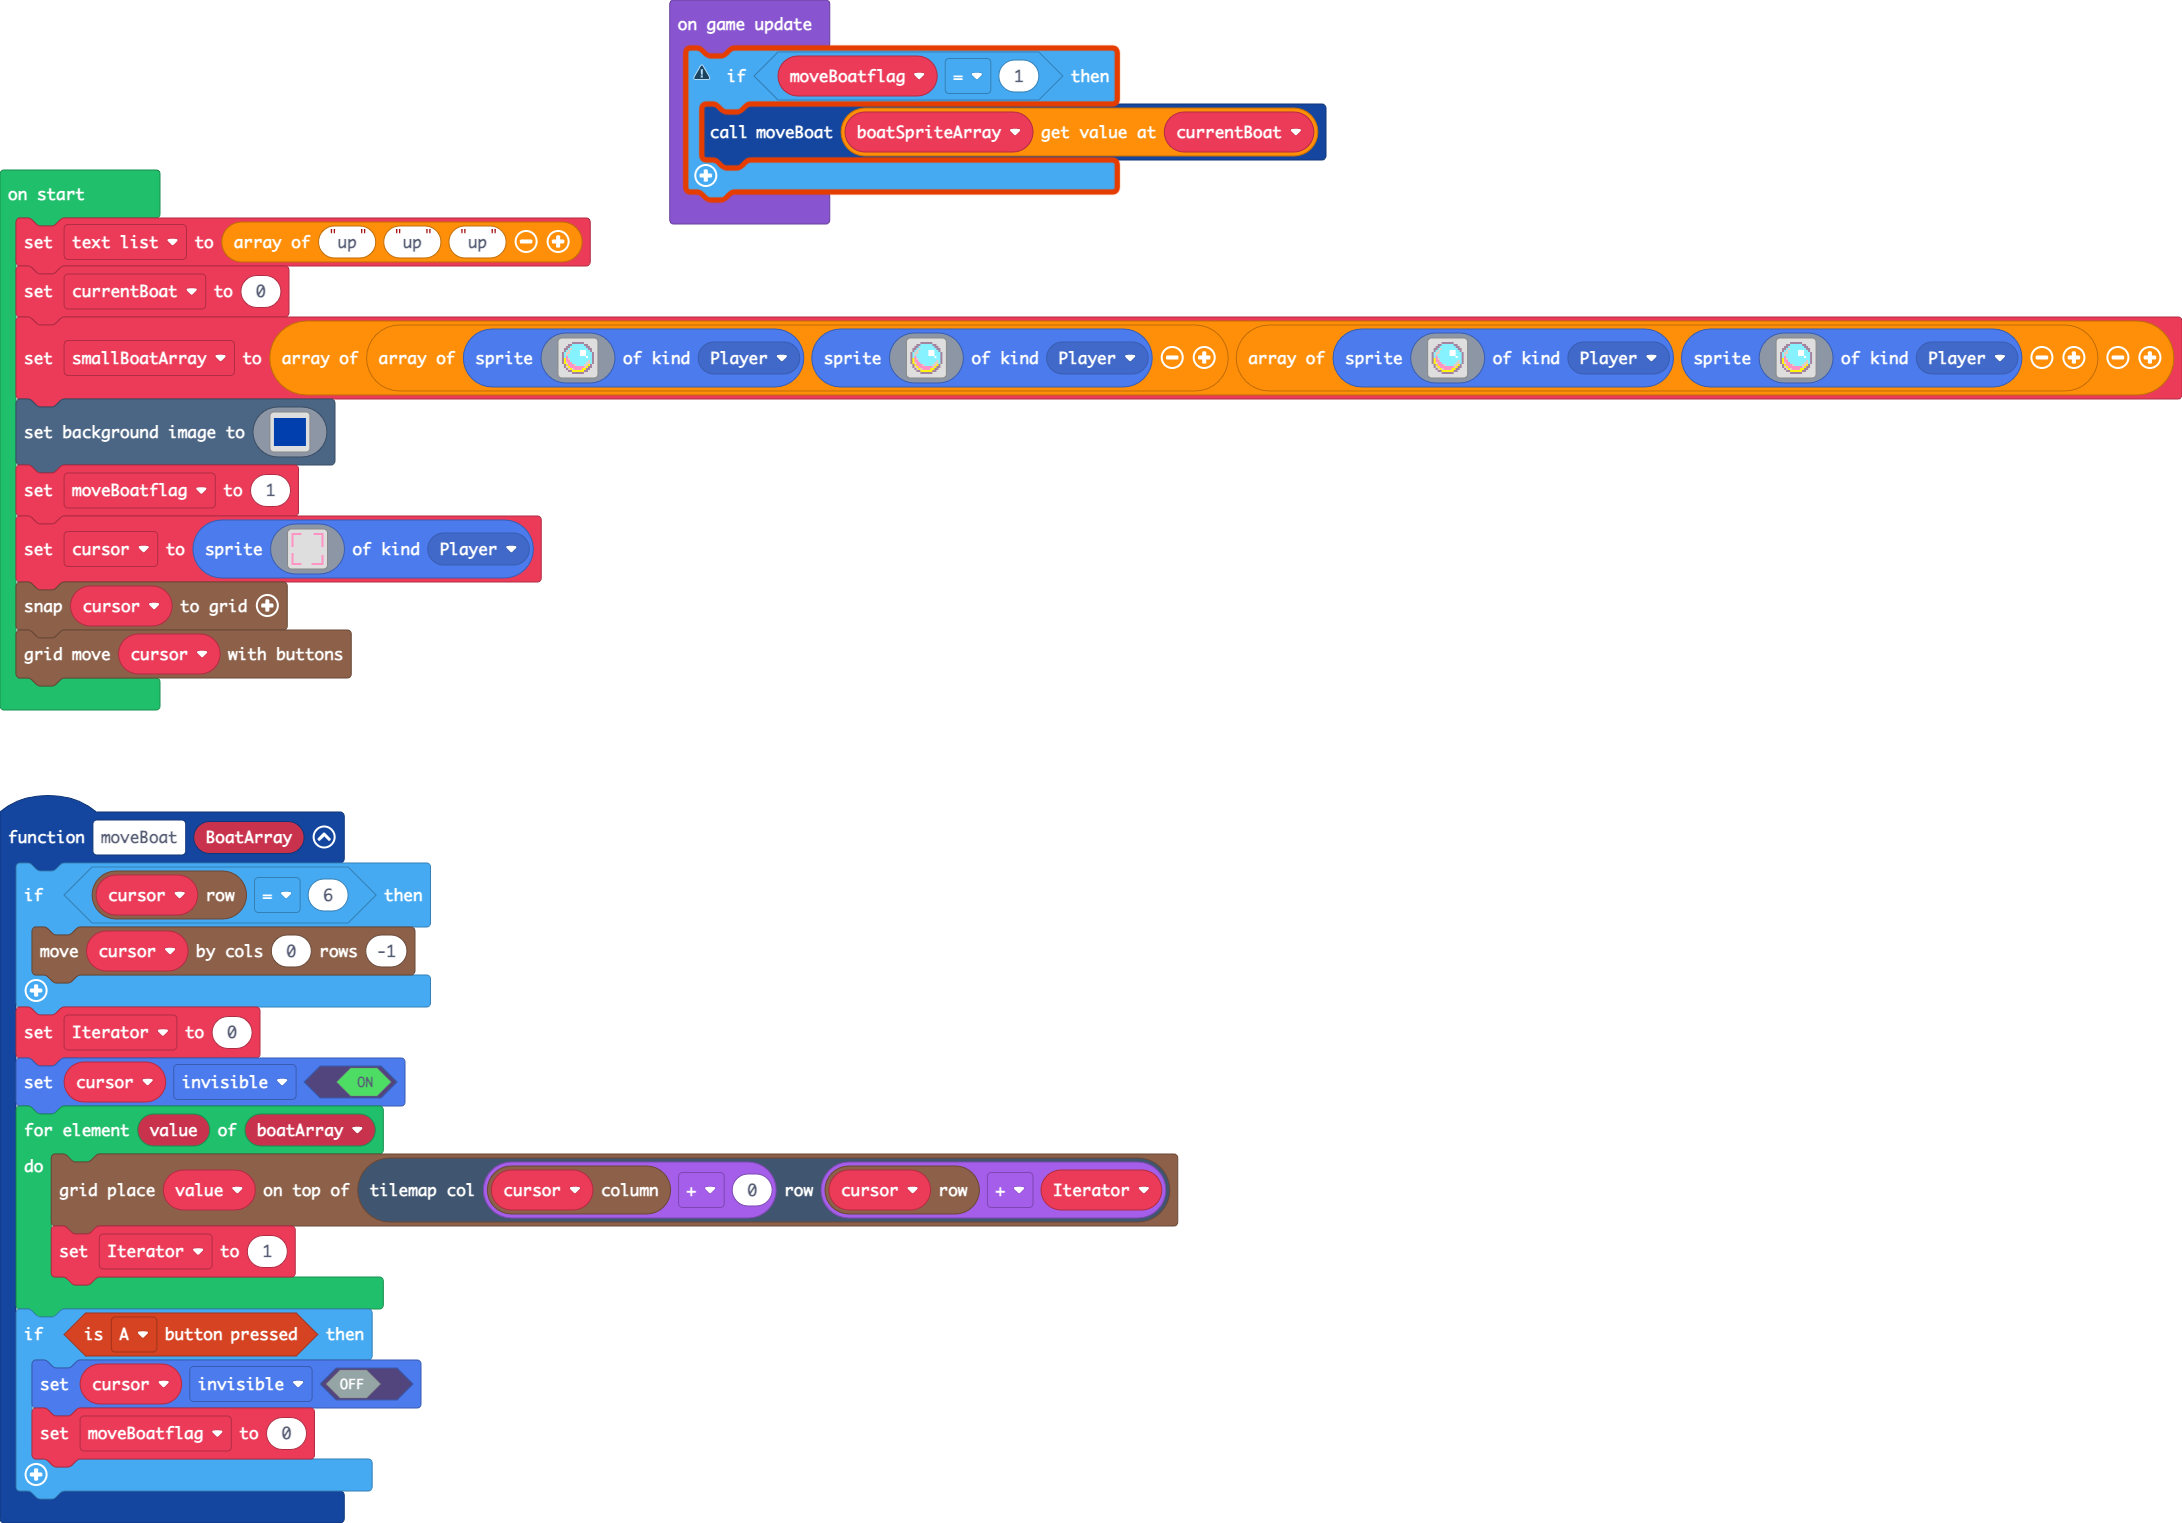 on game update
if moveBoatflag = 1 then
call moveBoat boatSpriteArray get value at currentBoat
on start
set text list to array of "up" "up" "up"
set currentBoat to 0
set smallBoatArray to array of array of sprite of kind Player sprite of kind Player array of sprite of kind Player sprite of kind Player
set background image to
set moveBoatflag to 1
set cursor to sprite of kind Player
snap cursor to grid
grid move cursor with buttons
function moveBoat BoatArray
if cursor row = 6 then
move cursor by cols 0 rows -1
set Iterator to 0
set cursor invisible ON
for element value of boatArray
do
grid place value on top of tilemap col cursor column + 0 row cursor row + Iterator
set Iterator to 1
if is A button pressed then
set cursor invisible OFF
set moveBoatflag to 0